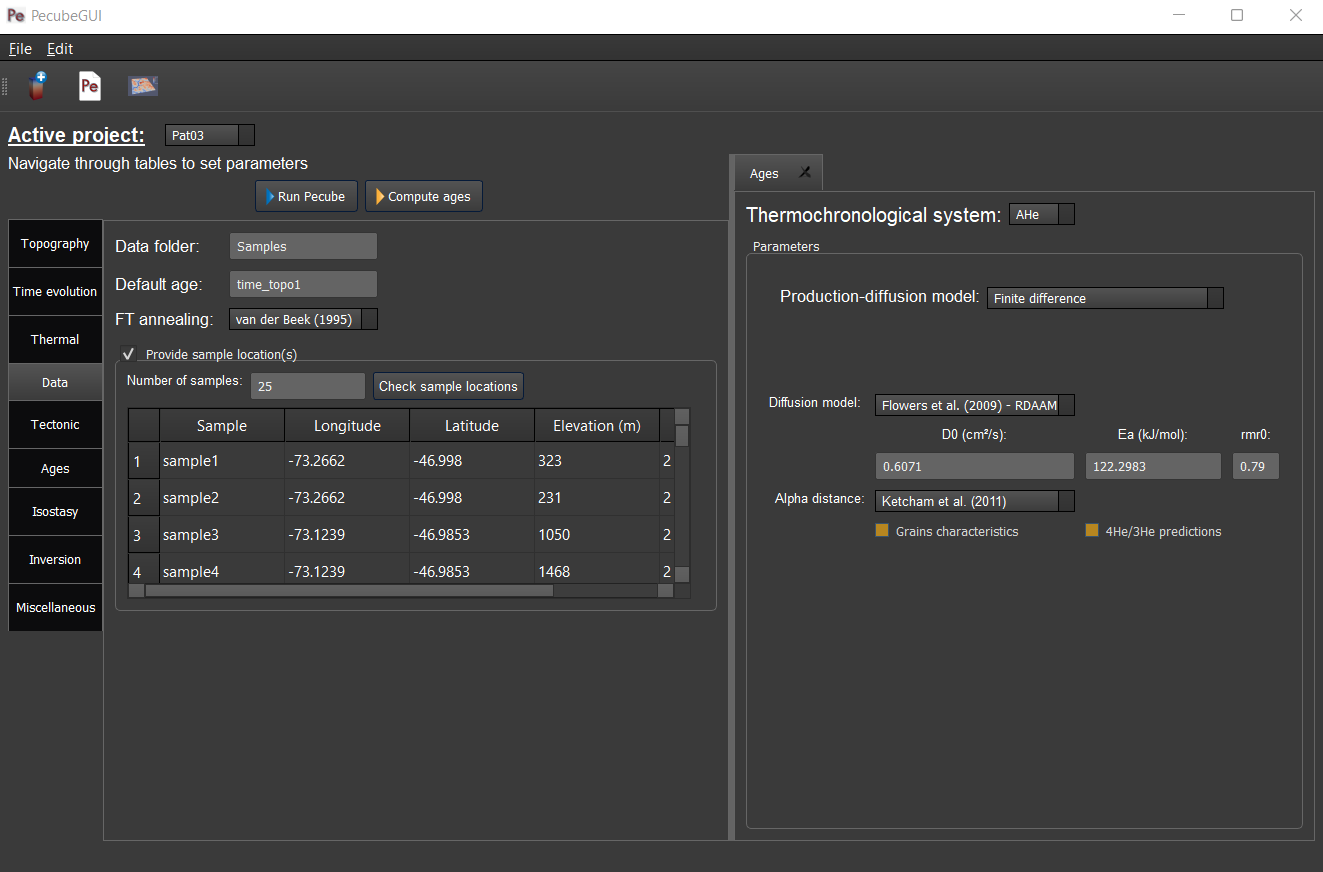 Pe PecubeGUI
File Edit
Pe
Active project: Pat03
Navigate through tables to set parameters
Run Pecube Compute ages
Topography
Time evolution
Thermal
Data
Tectonic
Ages
Isostasy
Inversion
Miscellaneous
Data folder: Samples
Default age: time_topo1
FT annealing: van der Beek (1995)
Provide sample location(s)
Number of samples: 25 Check sample locations
Sample Longitude Latitude Elevation (m)
1 sample1 -73.2662 -46.998 323 2
2 sample2 -73.2662 -46.998 231 2
3 sample3 -73.1239 -46.9853 1050 2
4 sample4 -73.1239 -46.9853 1468 2
Ages
Thermochronological system: AHe
Parameters
Production-diffusion model: Finite difference
Diffusion model: Flowers et al. (2009) - RDAAM
D0 (cm²/s): Ea (kJ/mol): rmr0:
0.6071 122.2983 0.79
Alpha distance: Ketcham et al. (2011)
Grains characteristics 4He/3He predictions